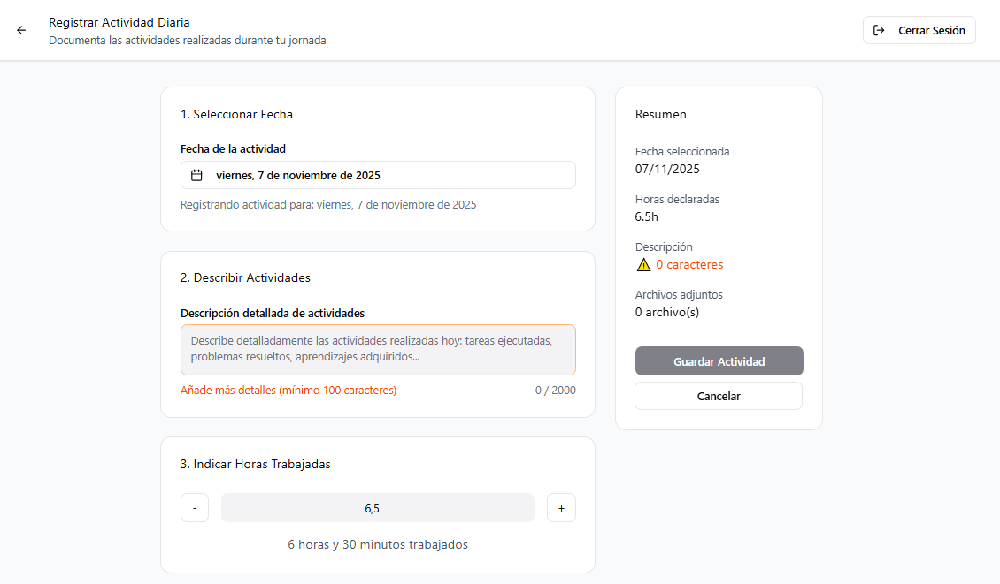 Registrar Actividad Diaria
Documenta las actividades realizadas durante tu jornada
Cerrar Sesión
1. Seleccionar Fecha
Fecha de la actividad
viernes, 7 de noviembre de 2025
Registrando actividad para: viernes, 7 de noviembre de 2025
2. Describir Actividades
Descripción detallada de actividades
Describe detalladamente las actividades realizadas hoy: tareas ejecutadas,
problemas resueltos, aprendizajes adquiridos...
Añade más detalles (mínimo 100 caracteres)
0 / 2000
3. Indicar Horas Trabajadas
-
6,5
+
6 horas y 30 minutos trabajados
Resumen
Fecha seleccionada
07/11/2025
Horas declaradas
6.5h
Descripción
0 caracteres
Archivos adjuntos
0 archivo(s)
Guardar Actividad
Cancelar